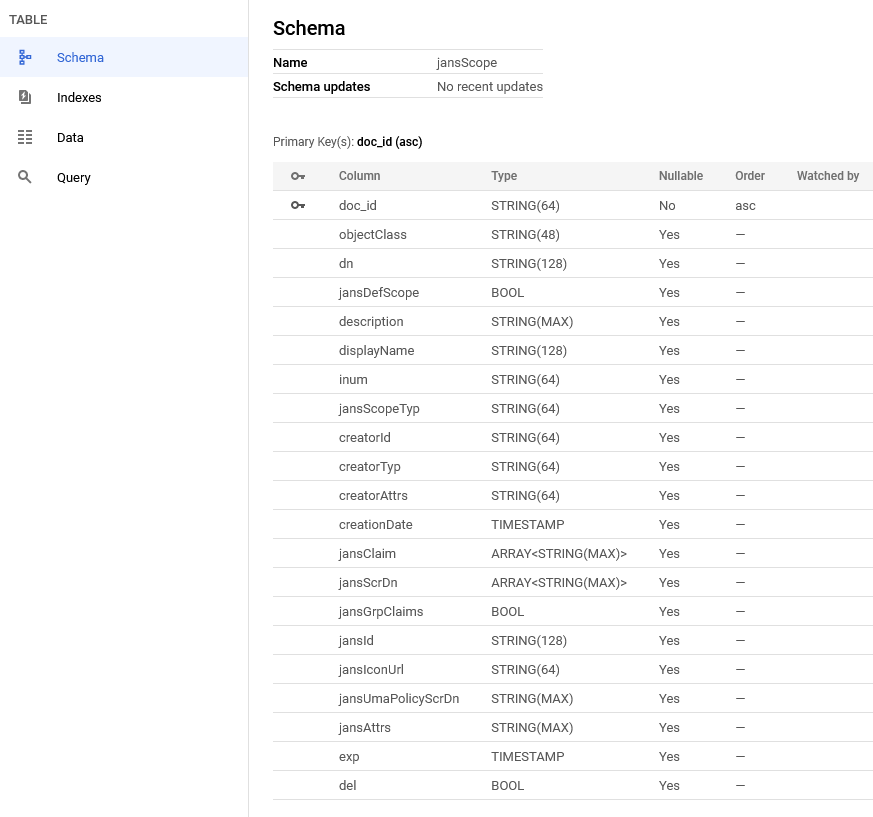 TABLE
Schema
Indexes
Data
Query
Schema
Name jansScope
Schema updates No recent updates
Primary Key(s): doc_id (asc)
Column Type Nullable Order Watched by
doc_id STRING(64) No asc
objectClass STRING(48) Yes —
dn STRING(128) Yes —
jansDefScope BOOL Yes —
description STRING(MAX) Yes —
displayName STRING(128) Yes —
inum STRING(64) Yes —
jansScopeTyp STRING(64) Yes —
creatorId STRING(64) Yes —
creatorTyp STRING(64) Yes —
creatorAttrs STRING(64) Yes —
creationDate TIMESTAMP Yes —
jansClaim ARRAY<STRING(MAX)> Yes —
jansScrDn ARRAY<STRING(MAX)> Yes —
jansGrpClaims BOOL Yes —
jansId STRING(128) Yes —
jansIconUrl STRING(64) Yes —
jansUmaPolicyScrDn STRING(MAX) Yes —
jansAttrs STRING(MAX) Yes —
exp TIMESTAMP Yes —
del BOOL Yes —